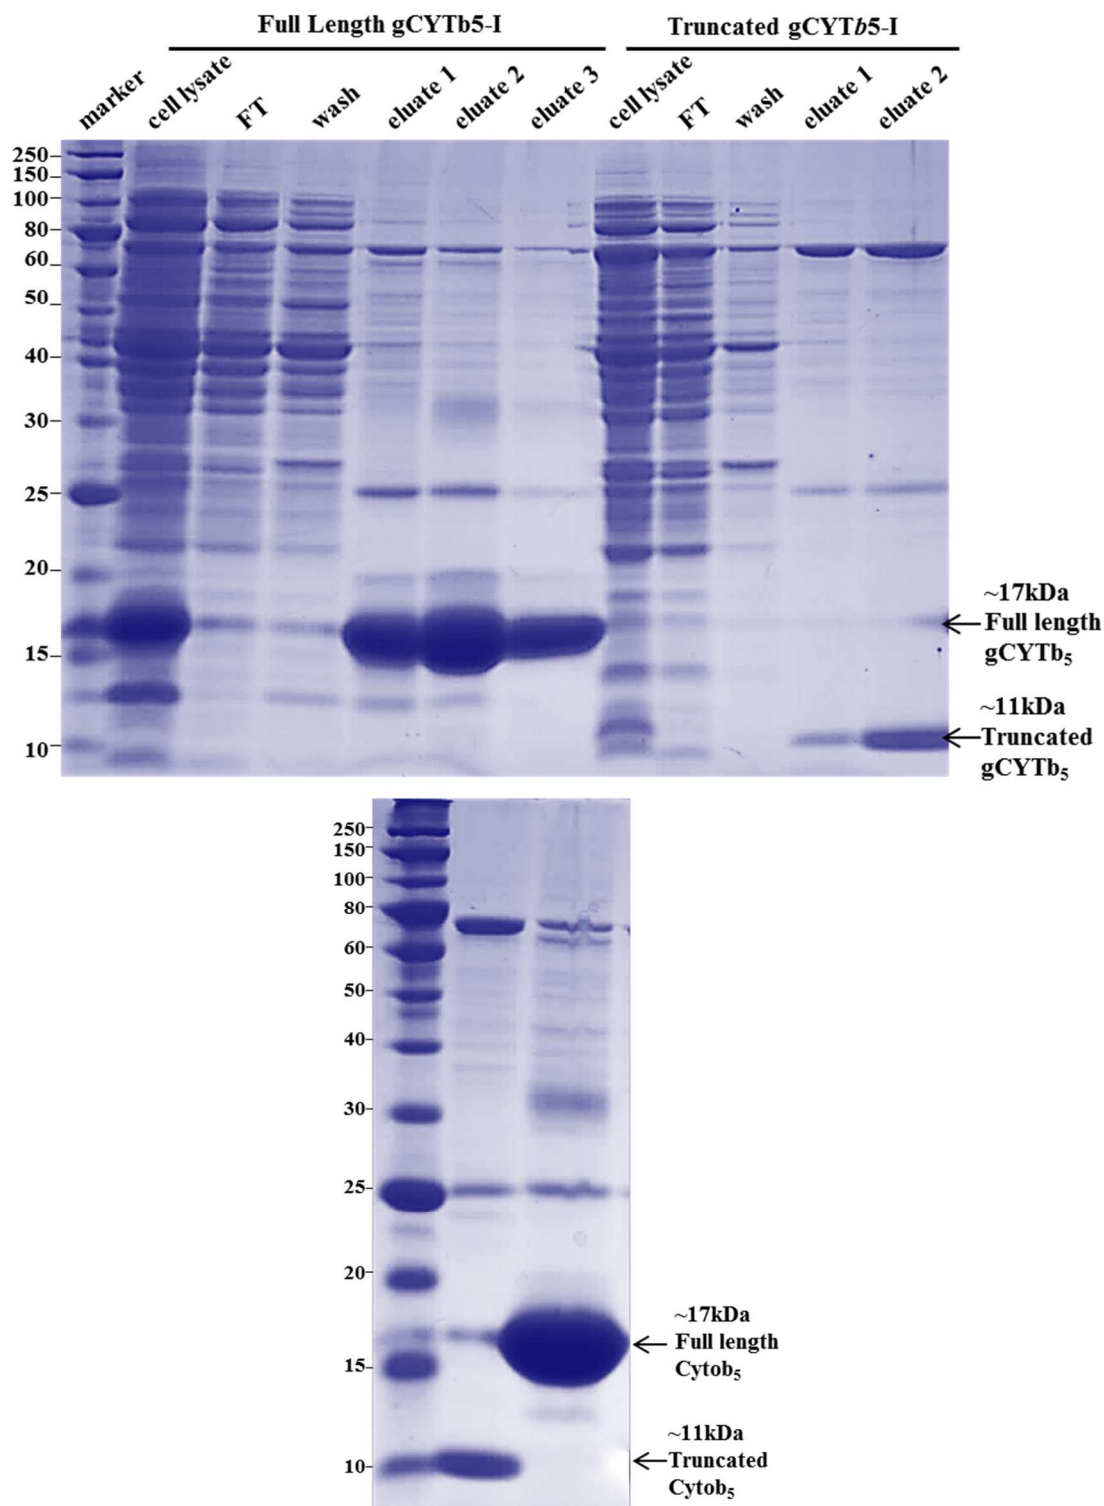 Full Length gCYTb5-I Truncated gCYTb5-I
marker cell lysate FT wash eluate 1 eluate 2 eluate 3 cell lysate FT wash eluate 1 eluate 2
250
150
100
80
60
50
40
30
25
20
15
10
~17kDa
Full length
gCYTb5
~11kDa
Truncated
gCYTb5
250
150
100
80
60
50
40
30
25
20
15
10
~17kDa
Full length
Cytob5
~11kDa
Truncated
Cytob5